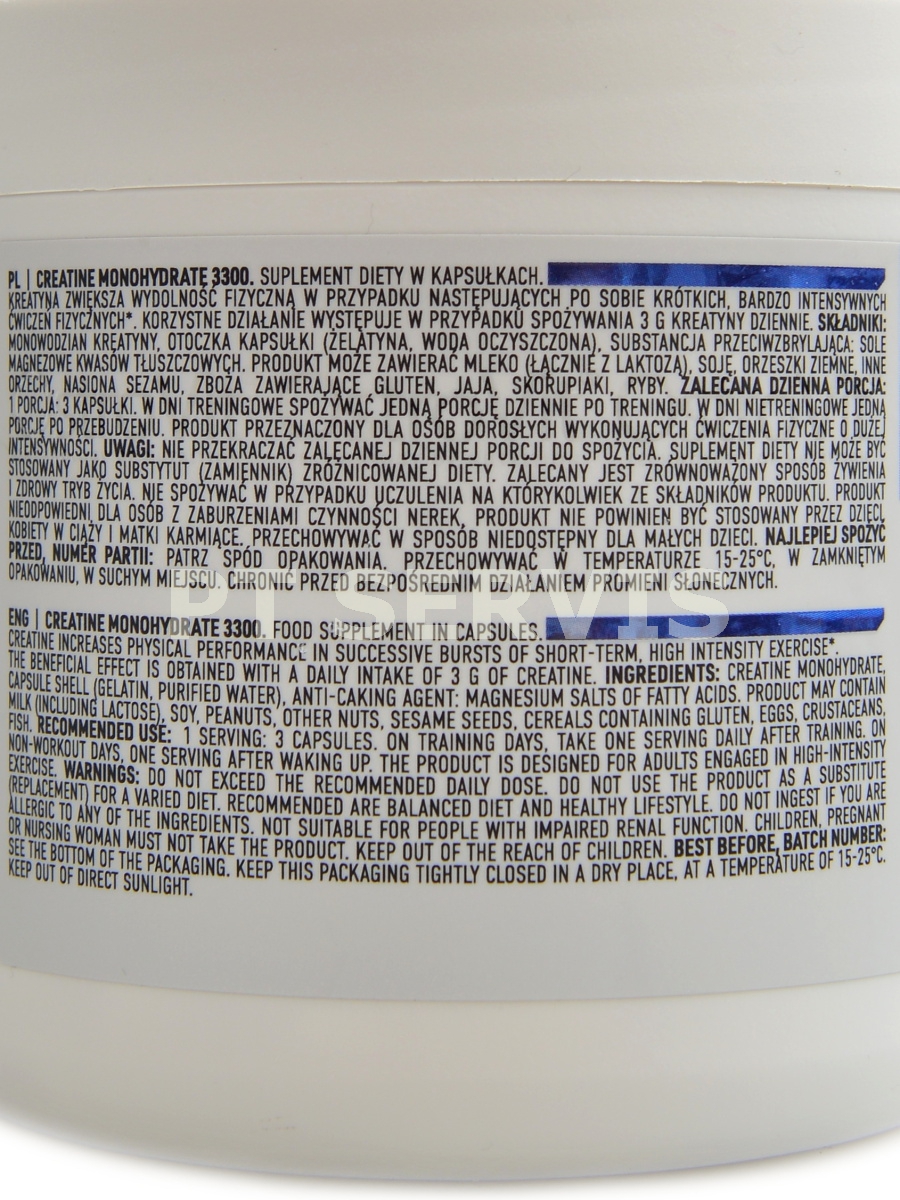 PL | CREATINE MONOHYDRATE 3300. SUPLEMENT DIETY W KAPSUŁKACH.
KREATYNA ZWIĘKSZA WYDOLNOŚĆ FIZYCZNĄ W PRZYPADKU NASTĘPUJĄCYCH PO SOBIE KRÓTKICH, BARDZO INTENSYWNYCH
ĆWICZEŃ FIZYCZNYCH*. KORZYSTNE DZIAŁANIE WYSTĘPUJE W PRZYPADKU SPOŻYWANIA 3 G KREATYNY DZIENNIE. SKŁADNIKI:
MONOWODZIAN KREATYNY, OTOCZKA KAPSUŁKI (ŻELATYNA, WODA OCZYSZCZONA), SUBSTANCJA PRZECIWZBRYLAJĄCA: SOLE
MAGNEZOWE KWASÓW TŁUSZCZOWYCH. PRODUKT MOŻE ZAWIERAĆ MLEKO (ŁĄCZNIE Z LAKTOZĄ), SOJĘ, ORZESZKI ZIEMNE, INNE
ORZECHY, NASIONA SEZAMU, ZBOŻA ZAWIERAJĄCE GLUTEN, JAJA, SKORUPIAKI, RYBY. ZALECANA DZIENNA PORCJA:
1 PORCJA: 3 KAPSUŁKI. W DNI TRENINGOWE SPOŻYWAĆ JEDNĄ PORCJĘ DZIENNIE PO TRENINGU. W DNI NIETRENINGOWE JEDNĄ
PORCJĘ PO PRZEBUDZENIU. PRODUKT PRZEZNACZONY DLA OSÓB DOROSŁYCH WYKONUJĄCYCH ĆWICZENIA FIZYCZNE O DUŻEJ
INTENSYWNOŚCI. UWAGI: NIE PRZEKRACZAĆ ZALECANEJ DZIENNEJ PORCJI DO SPOŻYCIA. SUPLEMENT DIETY NIE MOŻE BYĆ
STOSOWANY JAKO SUBSTYTUT (ZAMIENNIK) ZRÓŻNICOWANEJ DIETY. ZALECANY JEST ZRÓWNOWAŻONY SPOSÓB ŻYWIENIA
I ZDROWY TRYB ŻYCIA. NIE SPOŻYWAĆ W PRZYPADKU UCZULENIA NA KTÓRYKOLWIEK ZE SKŁADNIKÓW PRODUKTU. PRODUKT
NIEODPOWIEDNI DLA OSÓB Z ZABURZENIAMI CZYNNOŚCI NEREK. PRODUKT NIE POWINIEN BYĆ STOSOWANY PRZEZ DZIECI,
KOBIETY W CIĄŻY I MATKI KARMIĄCE. PRZECHOWYWAĆ W SPOSÓB NIEDOSTĘPNY DLA MAŁYCH DZIECI. NAJLEPIEJ SPOŻYĆ
PRZED, NUMER PARTII: PATRZ SPÓD OPAKOWANIA. PRZECHOWYWAĆ W TEMPERATURZE 15-25°C, W ZAMKNIĘTYM
OPAKOWANIU, W SUCHYM MIEJSCU. CHRONIĆ PRZED BEZPOŚREDNIM DZIAŁANIEM PROMIENI SŁONECZNYCH.
PT SERVIS
ENG | CREATINE MONOHYDRATE 3300. FOOD SUPPLEMENT IN CAPSULES.
CREATINE INCREASES PHYSICAL PERFORMANCE IN SUCCESSIVE BURSTS OF SHORT-TERM, HIGH INTENSITY EXERCISE*.
THE BENEFICIAL EFFECT IS OBTAINED WITH A DAILY INTAKE OF 3 G OF CREATINE. INGREDIENTS: CREATINE MONOHYDRATE,
CAPSULE SHELL (GELATIN, PURIFIED WATER), ANTI-CAKING AGENT: MAGNESIUM SALTS OF FATTY ACIDS. PRODUCT MAY CONTAIN
MILK (INCLUDING LACTOSE), SOY, PEANUTS, OTHER NUTS, SESAME SEEDS, CEREALS CONTAINING GLUTEN, EGGS, CRUSTACEANS,
FISH. RECOMMENDED USE: 1 SERVING: 3 CAPSULES. ON TRAINING DAYS, TAKE ONE SERVING DAILY AFTER TRAINING. ON
NON-WORKOUT DAYS, ONE SERVING AFTER WAKING UP. THE PRODUCT IS DESIGNED FOR ADULTS ENGAGED IN HIGH-INTENSITY
EXERCISE. WARNINGS: DO NOT EXCEED THE RECOMMENDED DAILY DOSE. DO NOT USE THE PRODUCT AS A SUBSTITUTE
(REPLACEMENT) FOR A VARIED DIET. RECOMMENDED ARE BALANCED DIET AND HEALTHY LIFESTYLE. DO NOT INGEST IF YOU ARE
ALLERGIC TO ANY OF THE INGREDIENTS. NOT SUITABLE FOR PEOPLE WITH IMPAIRED RENAL FUNCTION. CHILDREN, PREGNANT
OR NURSING WOMAN MUST NOT TAKE THE PRODUCT. KEEP OUT OF THE REACH OF CHILDREN. BEST BEFORE, BATCH NUMBER:
SEE THE BOTTOM OF THE PACKAGING. KEEP THIS PACKAGING TIGHTLY CLOSED IN A DRY PLACE, AT A TEMPERATURE OF 15-25°C.
KEEP OUT OF DIRECT SUNLIGHT.